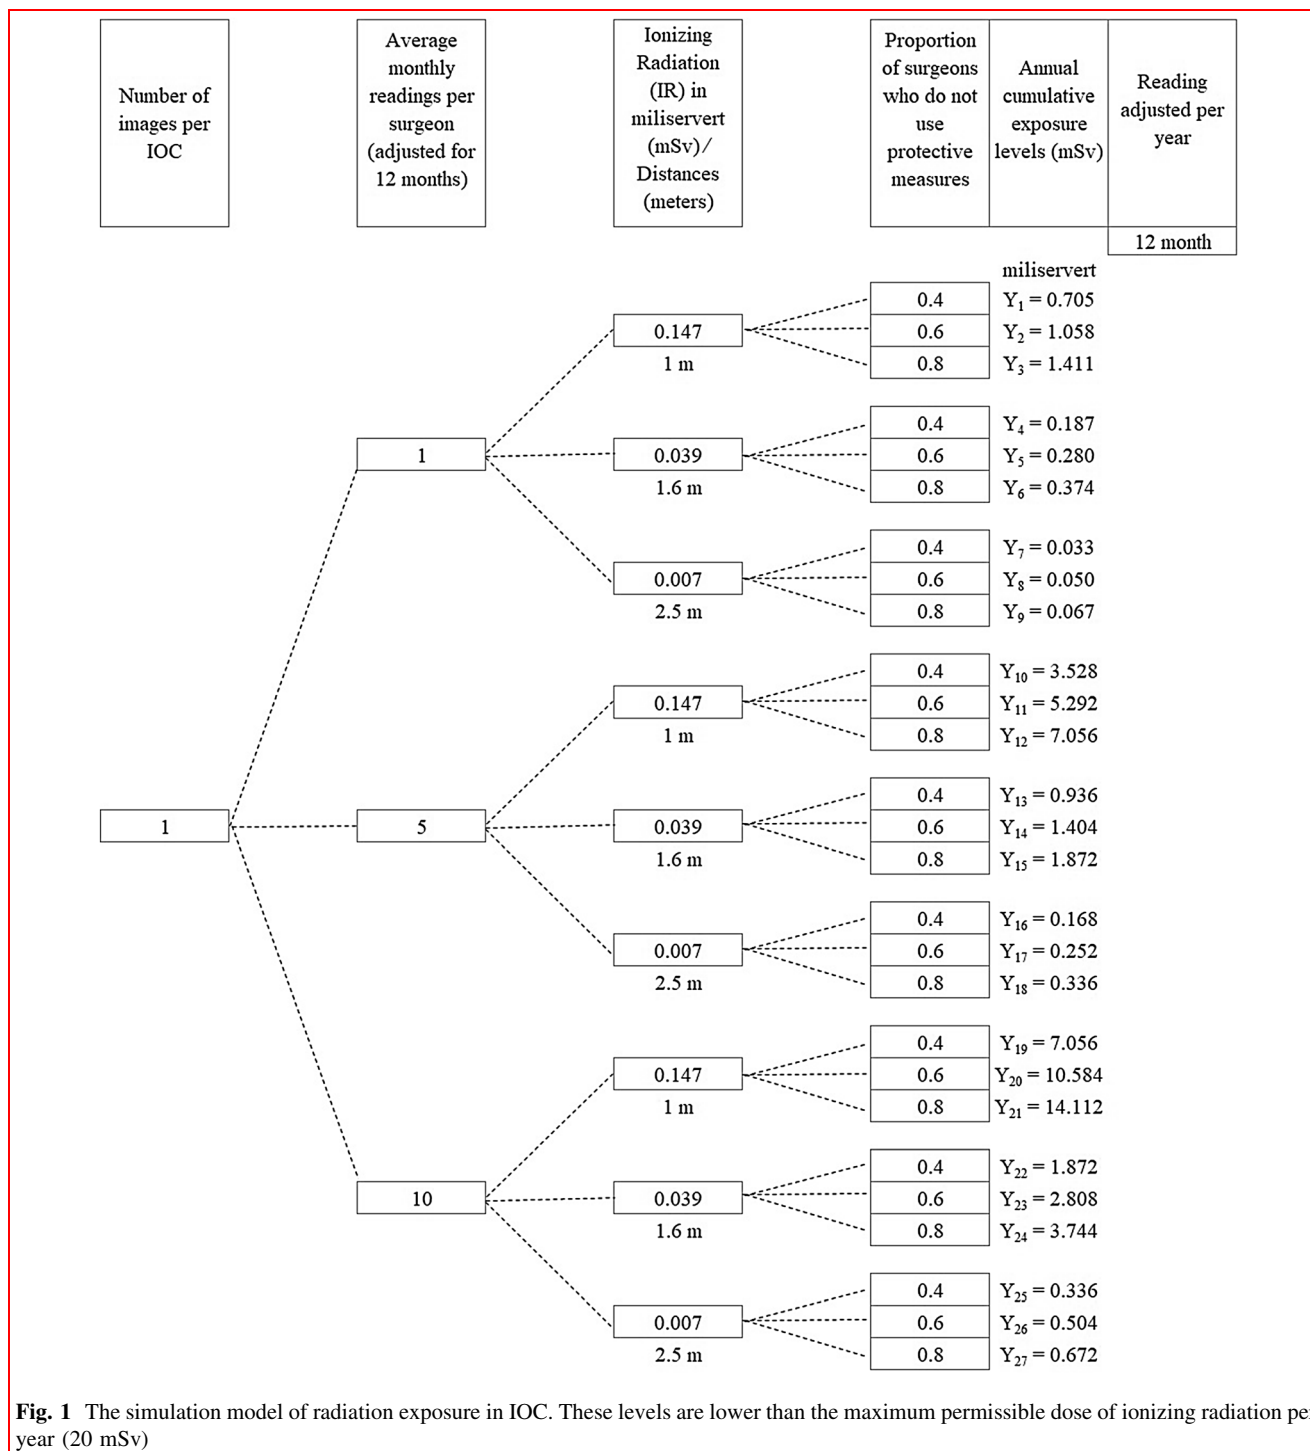 Number of
images per
IOC
Average
monthly
readings per
surgeon
(adjusted for
12 months)
Ionizing
Radiation
(IR) in
miliservert
(mSv)/
Distances
(meters)
Proportion
of surgeons
who do not
use
protective
measures
Annual
cumulative
exposure
levels (mSv)
Reading
adjusted per
year
12 month
miliservert
0.4 Y₁ = 0.705
0.147 0.6 Y₂ = 1.058
1 m 0.8 Y₃ = 1.411
0.4 Y₄ = 0.187
1 0.039 0.6 Y₅ = 0.280
1.6 m 0.8 Y₆ = 0.374
0.4 Y₇ = 0.033
0.007 0.6 Y₈ = 0.050
2.5 m 0.8 Y₉ = 0.067
0.4 Y₁₀ = 3.528
0.147 0.6 Y₁₁ = 5.292
1 m 0.8 Y₁₂ = 7.056
0.4 Y₁₃ = 0.936
1 5 0.039 0.6 Y₁₄ = 1.404
1.6 m 0.8 Y₁₅ = 1.872
0.4 Y₁₆ = 0.168
0.007 0.6 Y₁₇ = 0.252
2.5 m 0.8 Y₁₈ = 0.336
0.4 Y₁₉ = 7.056
0.147 0.6 Y₂₀ = 10.584
1 m 0.8 Y₂₁ = 14.112
0.4 Y₂₂ = 1.872
10 0.039 0.6 Y₂₃ = 2.808
1.6 m 0.8 Y₂₄ = 3.744
0.4 Y₂₅ = 0.336
0.007 0.6 Y₂₆ = 0.504
2.5 m 0.8 Y₂₇ = 0.672
Fig. 1 The simulation model of radiation exposure in IOC. These levels are lower than the maximum permissible dose of ionizing radiation per
year (20 mSv)